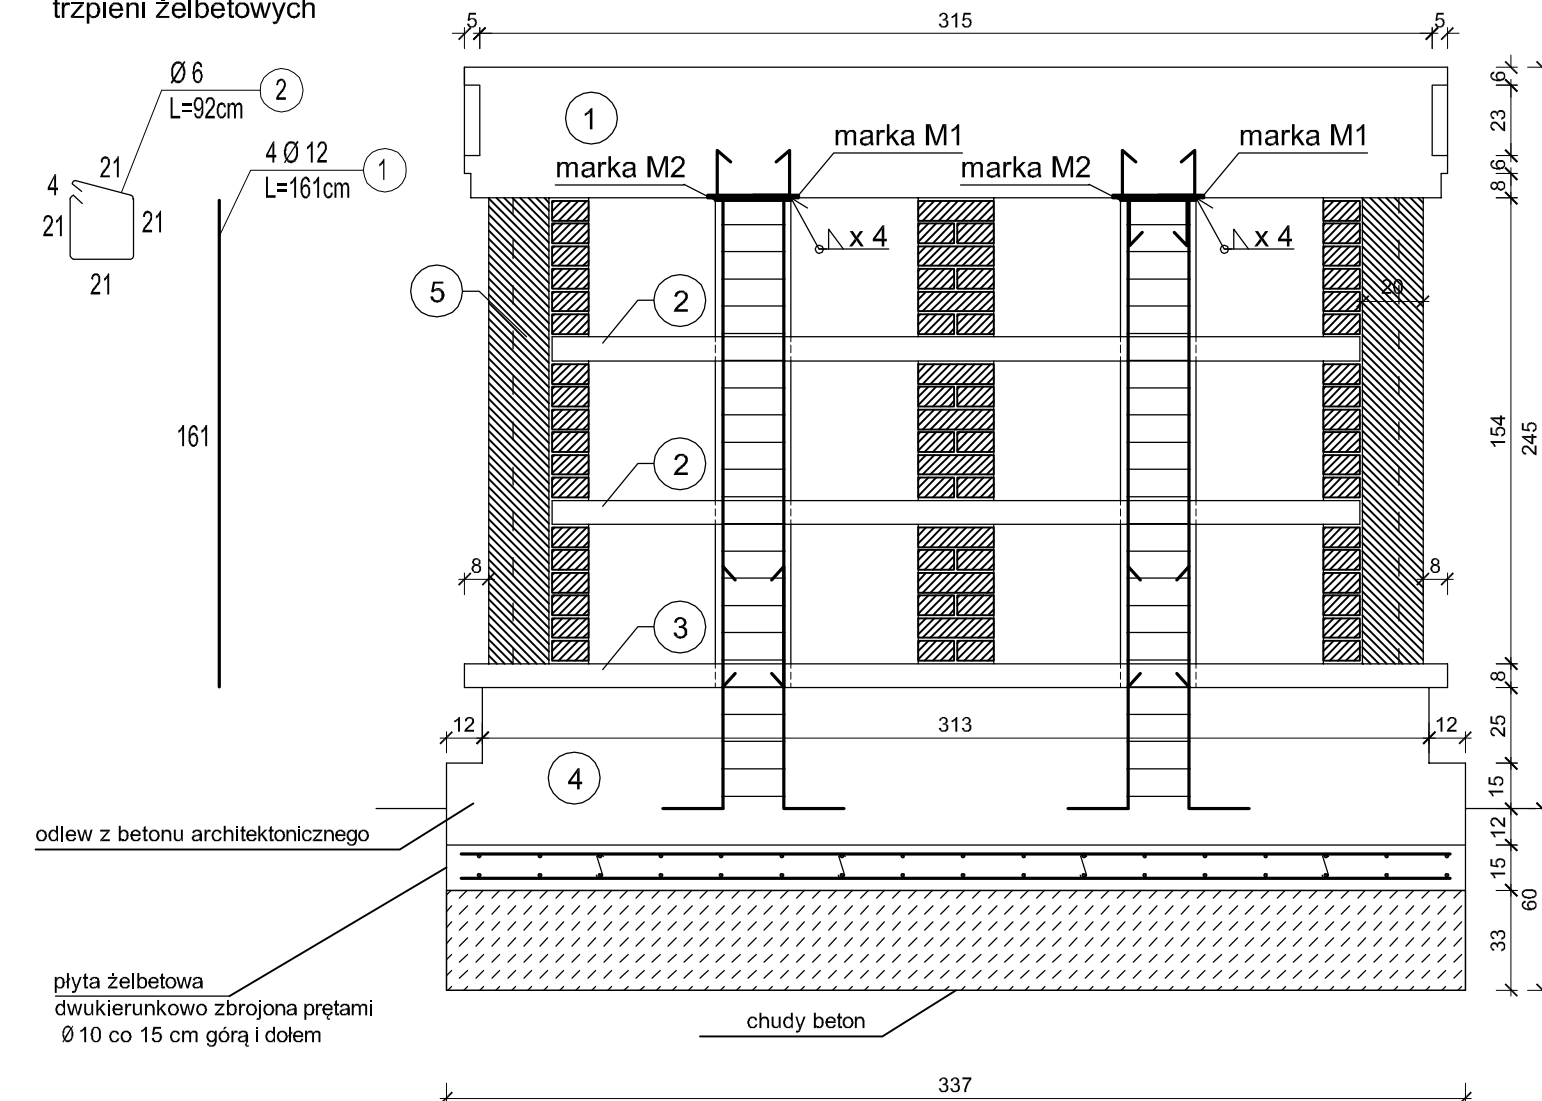 trzpieni żelbetowych
5
315
5
Ø 6
L=92cm
2
4 Ø 12
L=161cm
1
4
21
21
21
21
161
1
marka M1
marka M2
marka M1
marka M2
x 4
x 4
5
2
2
3
4
20
8
8
12
313
12
6
23
6
8
154
245
8
25
15
12
15
60
33
odlew z betonu architektonicznego
płyta żelbetowa
dwukierunkowo zbrojona prętami
Ø 10 co 15 cm górą i dołem
chudy beton
337